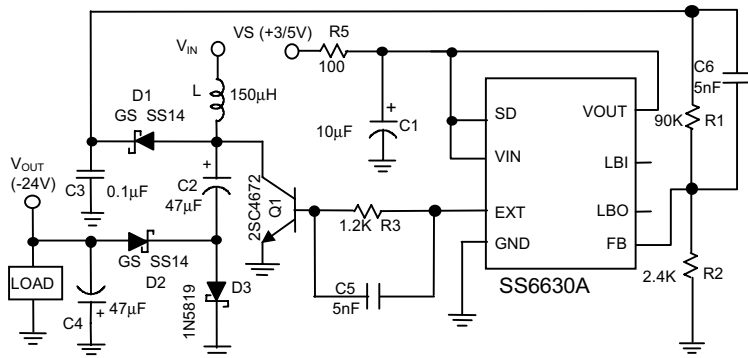 VIN
VS (+3/5V)
R5
100
L
150μH
D1
GS SS14
C6
5nF
10μF
C1
SD
VIN
VOUT
90K
R1
LBI
VOUT
(-24V)
C3
0.1μF
C2
47μF
2SC4672
Q1
1.2K
R3
EXT
LBO
GND
FB
GS SS14
D2
SS6630A
LOAD
C5
5nF
2.4K
R2
47μF
C4
1N5819
D3
+
+
+